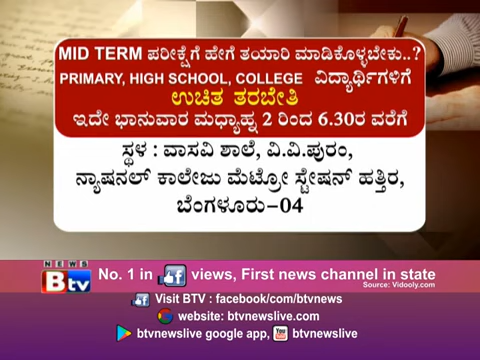 MID TERM ಪರೀಕ್ಷೆಗೆ ಹೇಗೆ ತಯಾರಿ ಮಾಡಿಕೊಳ್ಳಬೇಕು..?
PRIMARY, HIGH SCHOOL, COLLEGE ವಿದ್ಯಾರ್ಥಿಗಳಿಗೆ
ಉಚಿತ ತರಬೇತಿ
ಇದೇ ಭಾನುವಾರ ಮಧ್ಯಾಹ್ನ 2 ರಿಂದ 6.30ರ ವರೆಗೆ
ಸ್ಥಳ : ವಾಸವಿ ಶಾಲೆ, ವಿ.ವಿ.ಪುರಂ,
ನ್ಯಾಷನಲ್ ಕಾಲೇಜು ಮೆಟ್ರೋ ಸ್ಟೇಷನ್ ಹತ್ತಿರ,
ಬೆಂಗಳೂರು-04
NEWS
Btv
No. 1 in views, First news channel in state
Source: Vidooly.com
Visit BTV : facebook.com/btvnews
website: btvnewslive.com
btvnewslive google app, You Tube btvnewslive